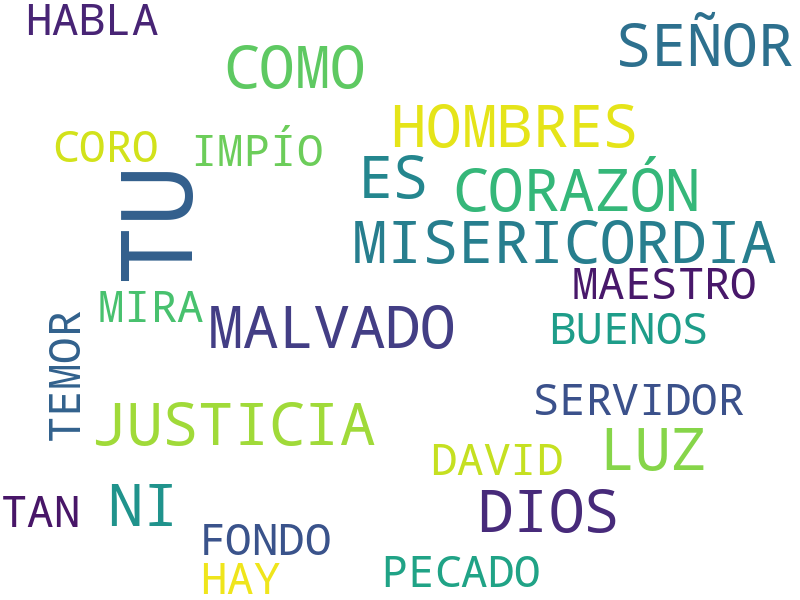 HABLA
SEÑOR
COMO
HOMBRES
CORO
IMPÍO
ES
CORAZÓN
TU
MISERICORDIA
MAESTRO
MIRA
MALVADO
BUENOS
TEMOR
SERVIDOR
JUSTICIA
LUZ
DAVID
TAN
NI
DIOS
FONDO
PECADO
HAY